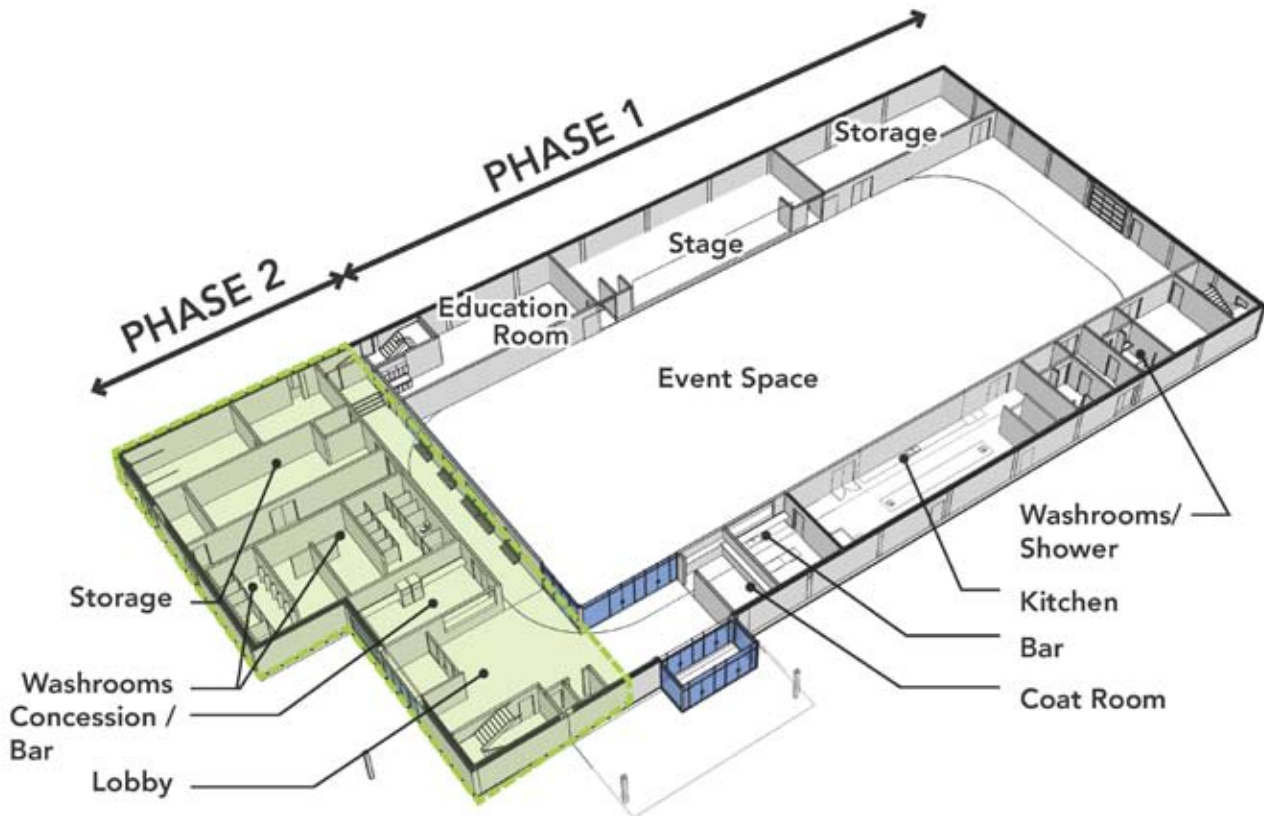 PHASE 1
PHASE 2
Storage
Stage
Education
Room
Event Space
Storage
Washrooms
Concession /
Bar
Lobby
Washrooms/
Shower
Kitchen
Bar
Coat Room